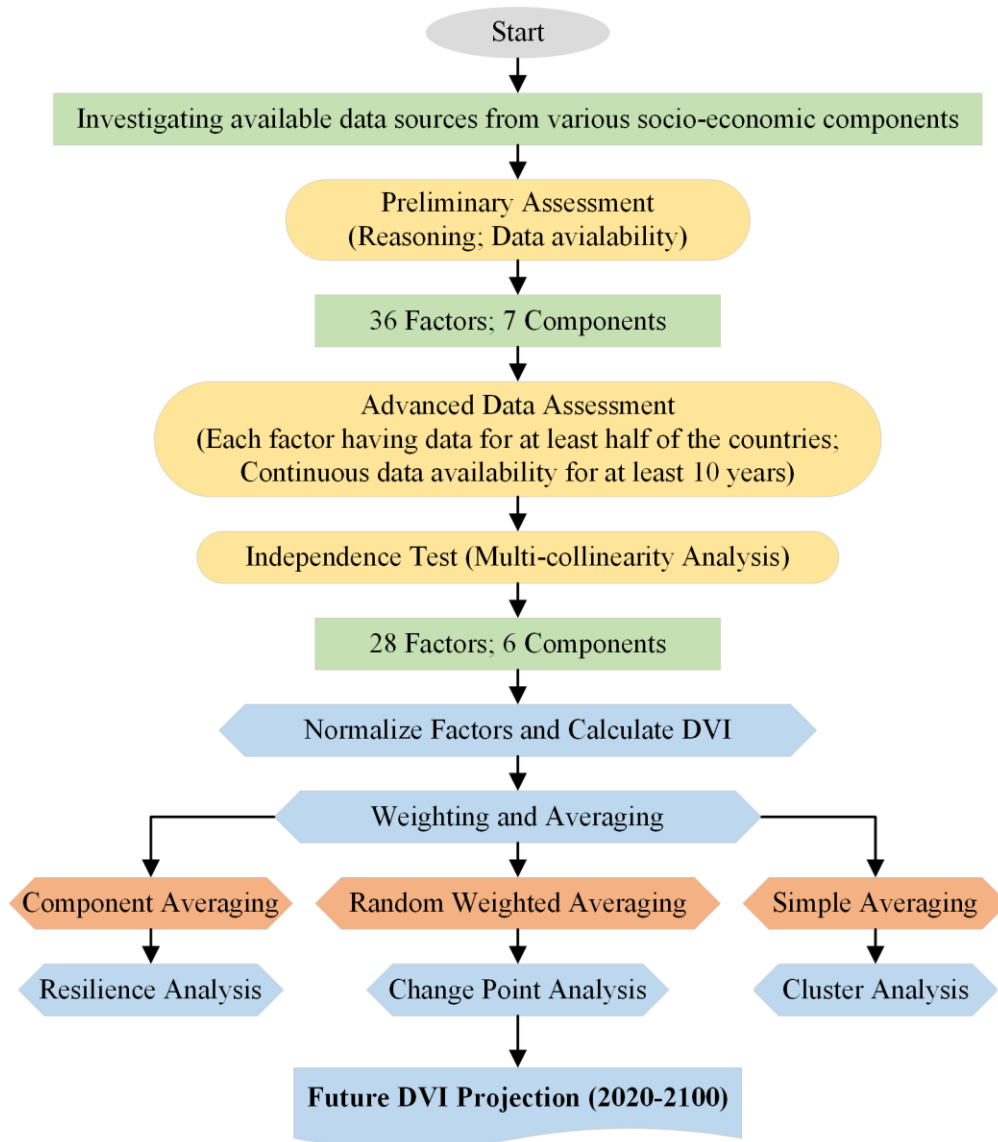 Start
Investigating available data sources from various socio-economic components
Preliminary Assessment
(Reasoning; Data avialability)
36 Factors; 7 Components
Advanced Data Assessment
(Each factor having data for at least half of the countries;
Continuous data availability for at least 10 years)
Independence Test (Multi-collinearity Analysis)
28 Factors; 6 Components
Normalize Factors and Calculate DVI
Weighting and Averaging
Component Averaging
Random Weighted Averaging
Simple Averaging
Resilience Analysis
Change Point Analysis
Cluster Analysis
Future DVI Projection (2020-2100)